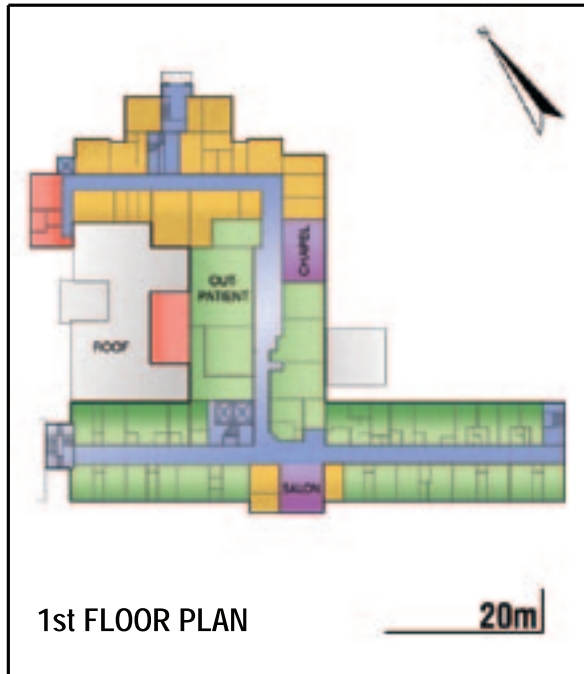 CHAPEL
OUT
PATIENT
ROOF
SALON
1st FLOOR PLAN
20m